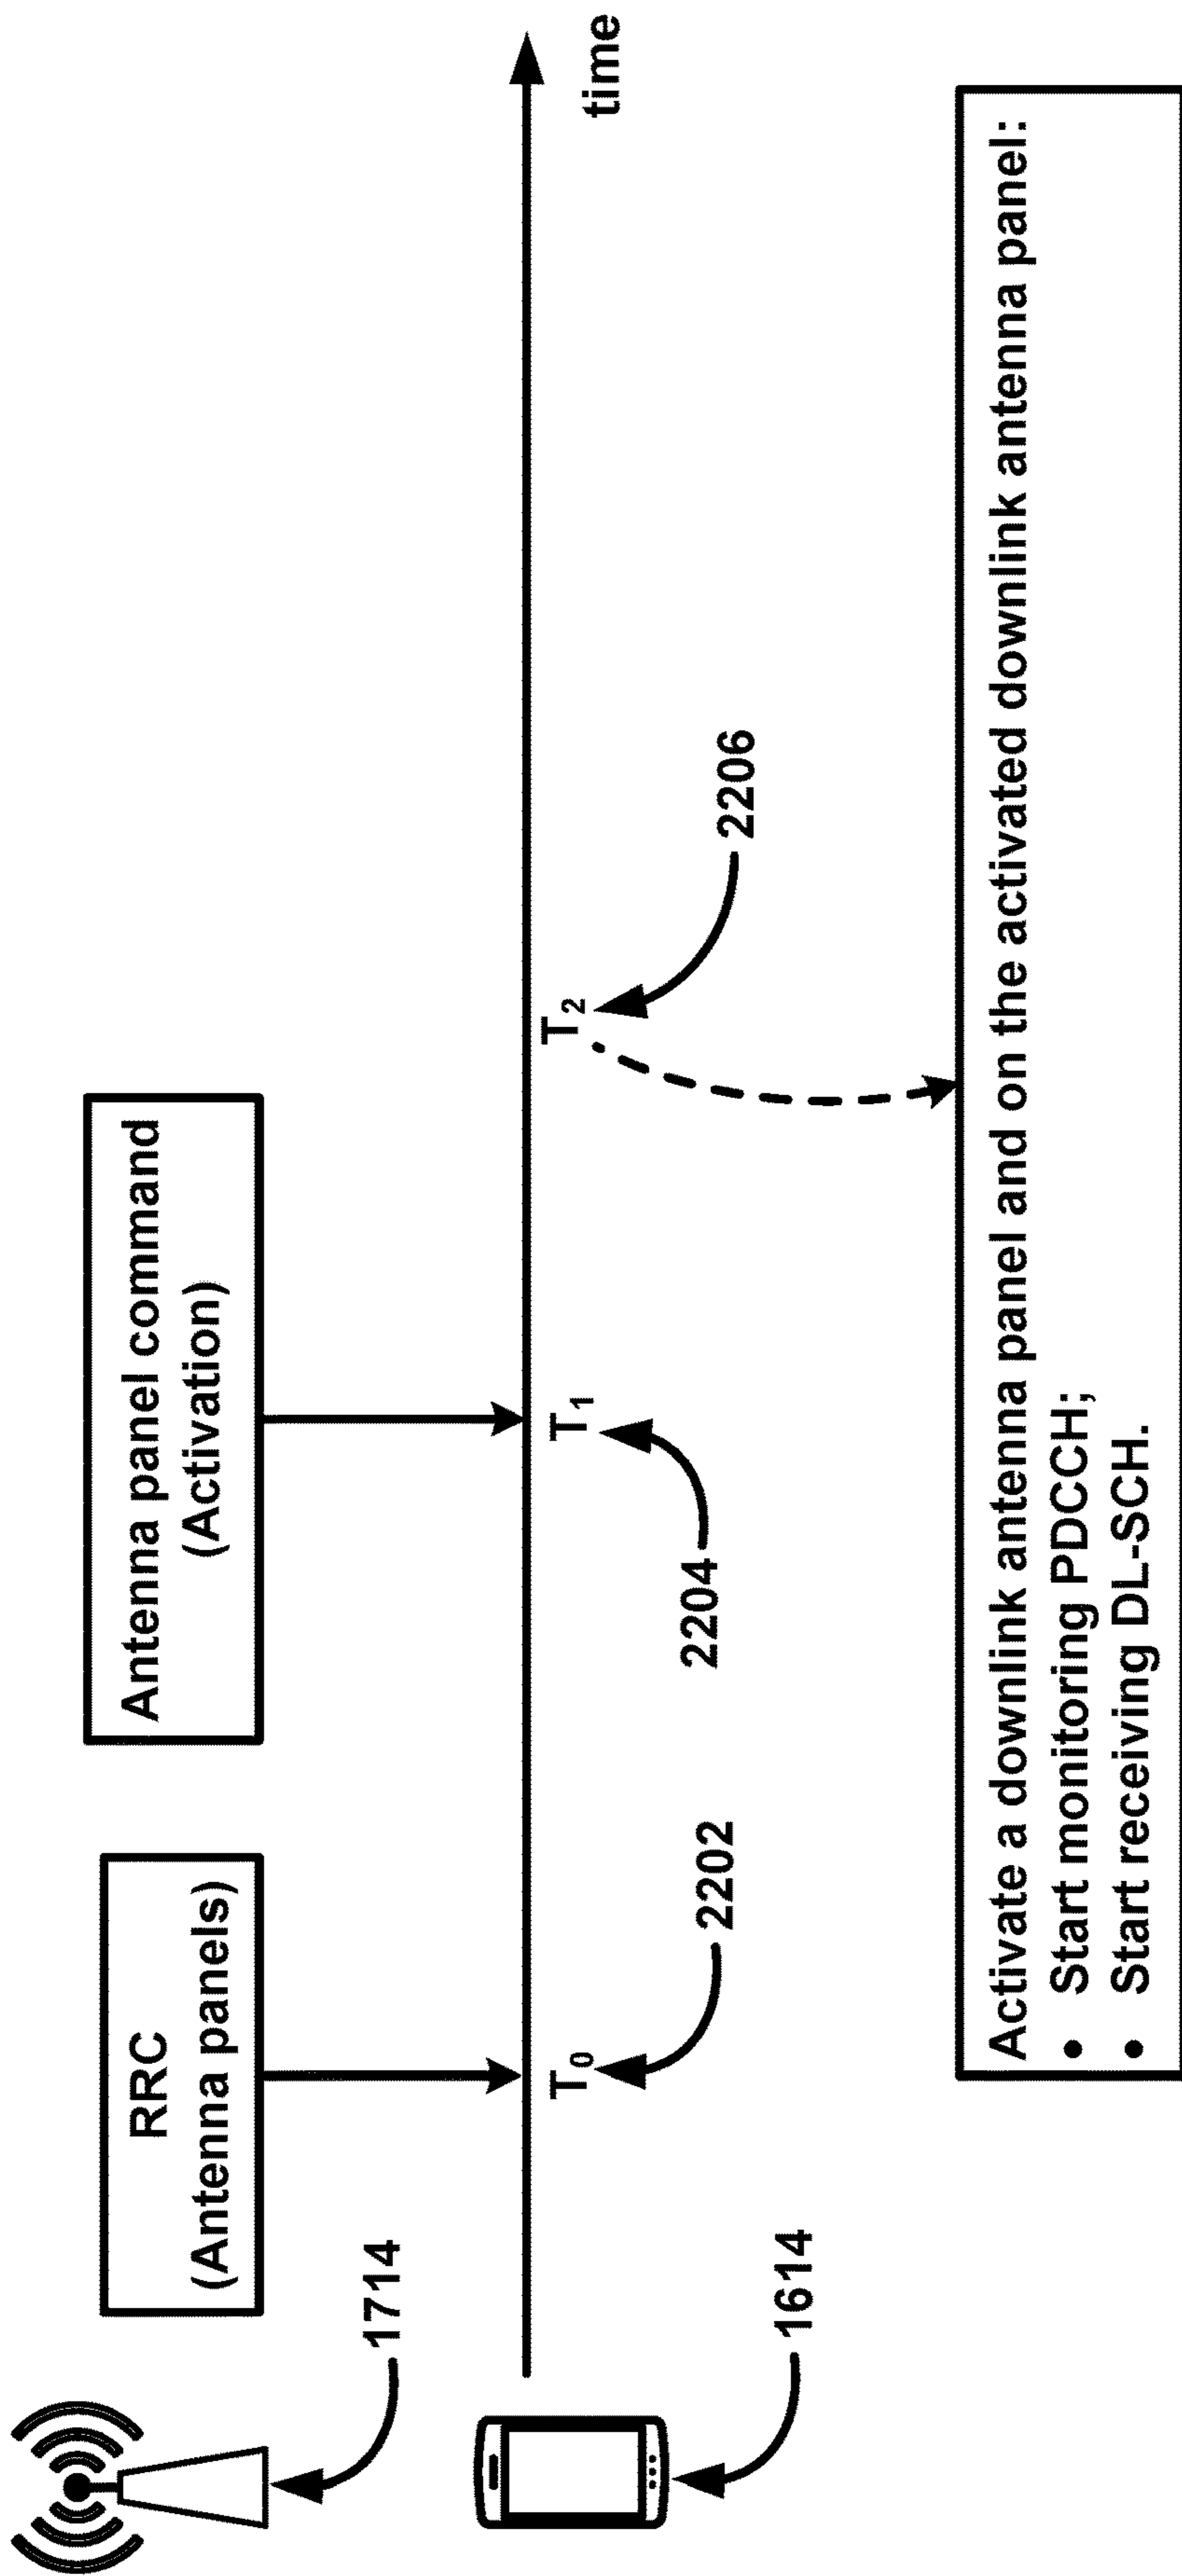 RRC
(Antenna panels)
Antenna panel command
(Activation)
1714
T0
T1
T2
time
2202
2204
2206
1614
Activate a downlink antenna panel and on the activated downlink antenna panel:
• Start monitoring PDCCH;
• Start receiving DL-SCH.